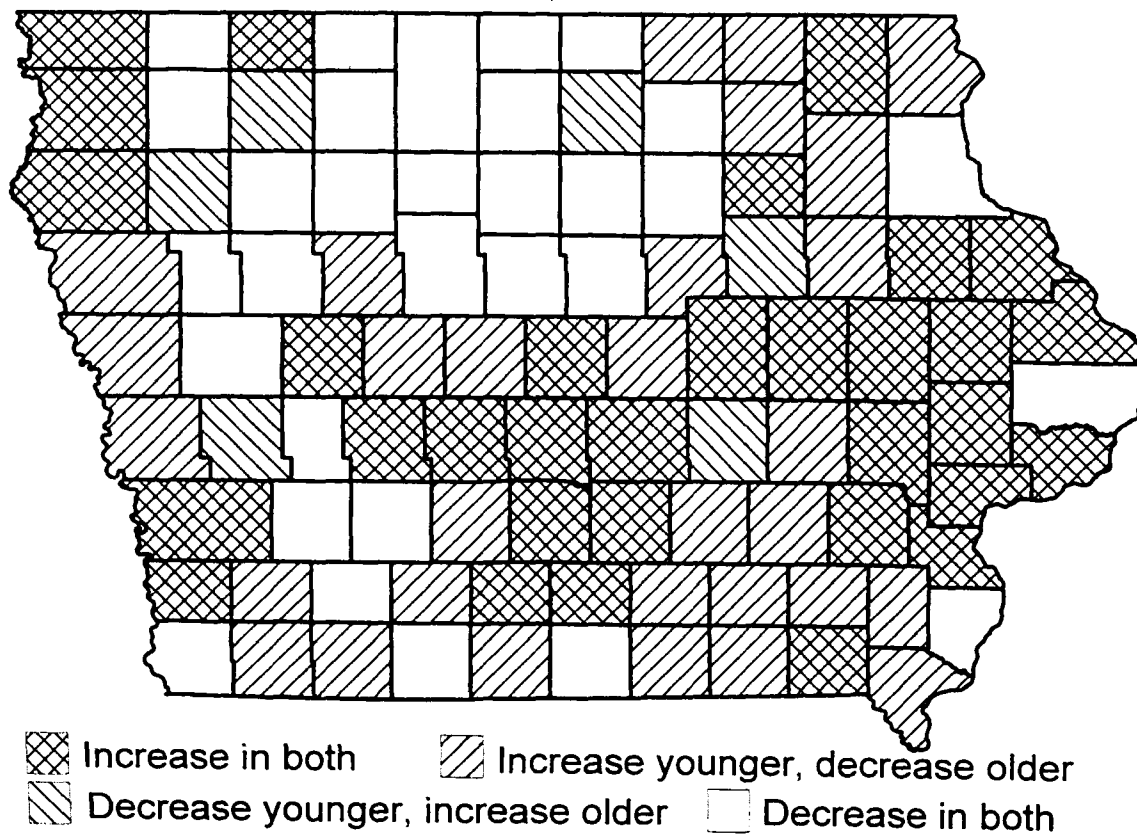 Increase in both
Increase younger, decrease older
Decrease younger, increase older
Decrease in both